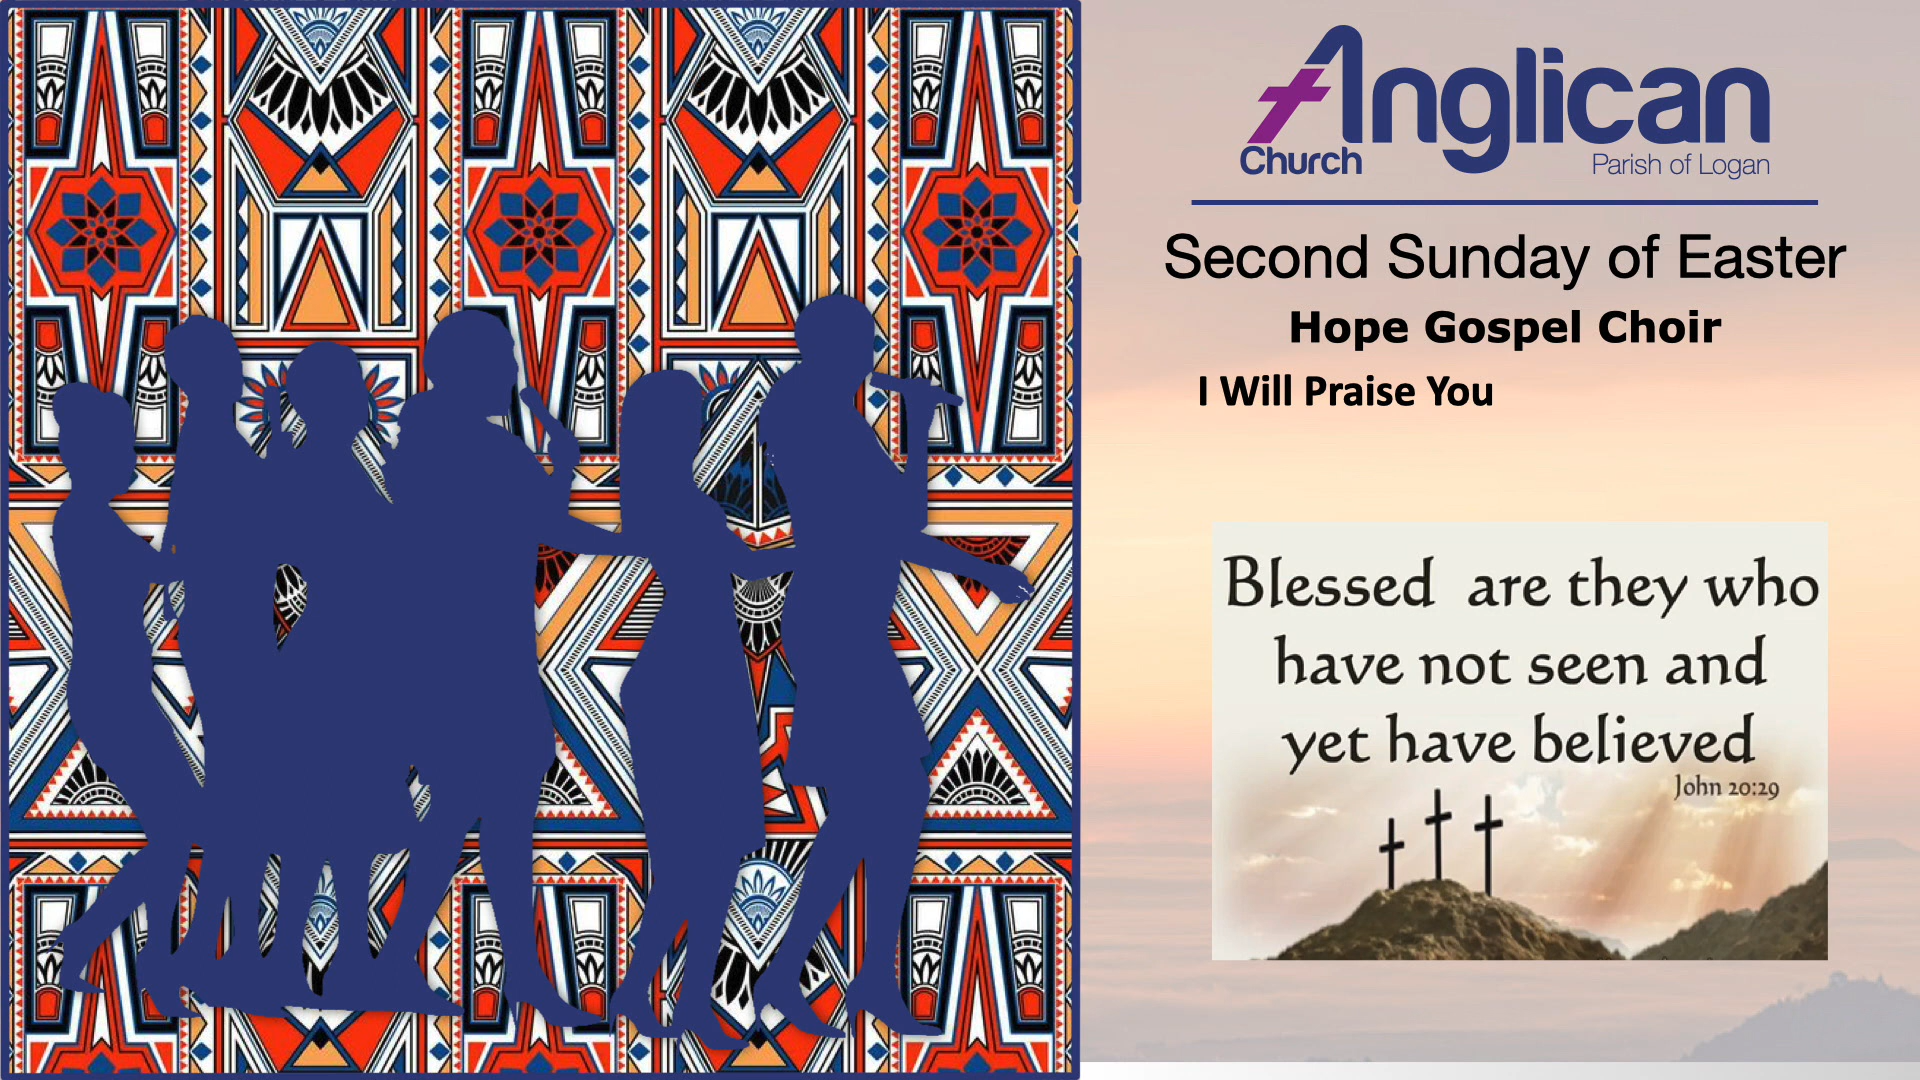 Anglican
Church
Parish of Logan
Second Sunday of Easter
Hope Gospel Choir
I Will Praise You
Blessed are they who
have not seen and
yet have believed
John 20:29